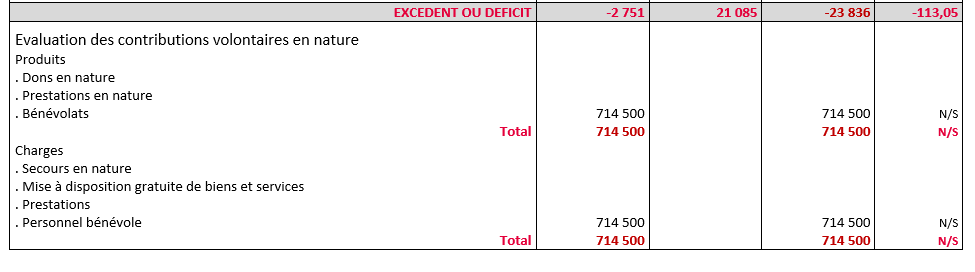 EXCEDENT OU DEFICIT -2 751 21 085 -23 836 -113,05
Evaluation des contributions volontaires en nature
Produits
. Dons en nature
. Prestations en nature
. Bénévolats 714 500 714 500 N/S
Total 714 500 714 500 N/S
Charges
. Secours en nature
. Mise à disposition gratuite de biens et services
. Prestations
. Personnel bénévole 714 500 714 500 N/S
Total 714 500 714 500 N/S